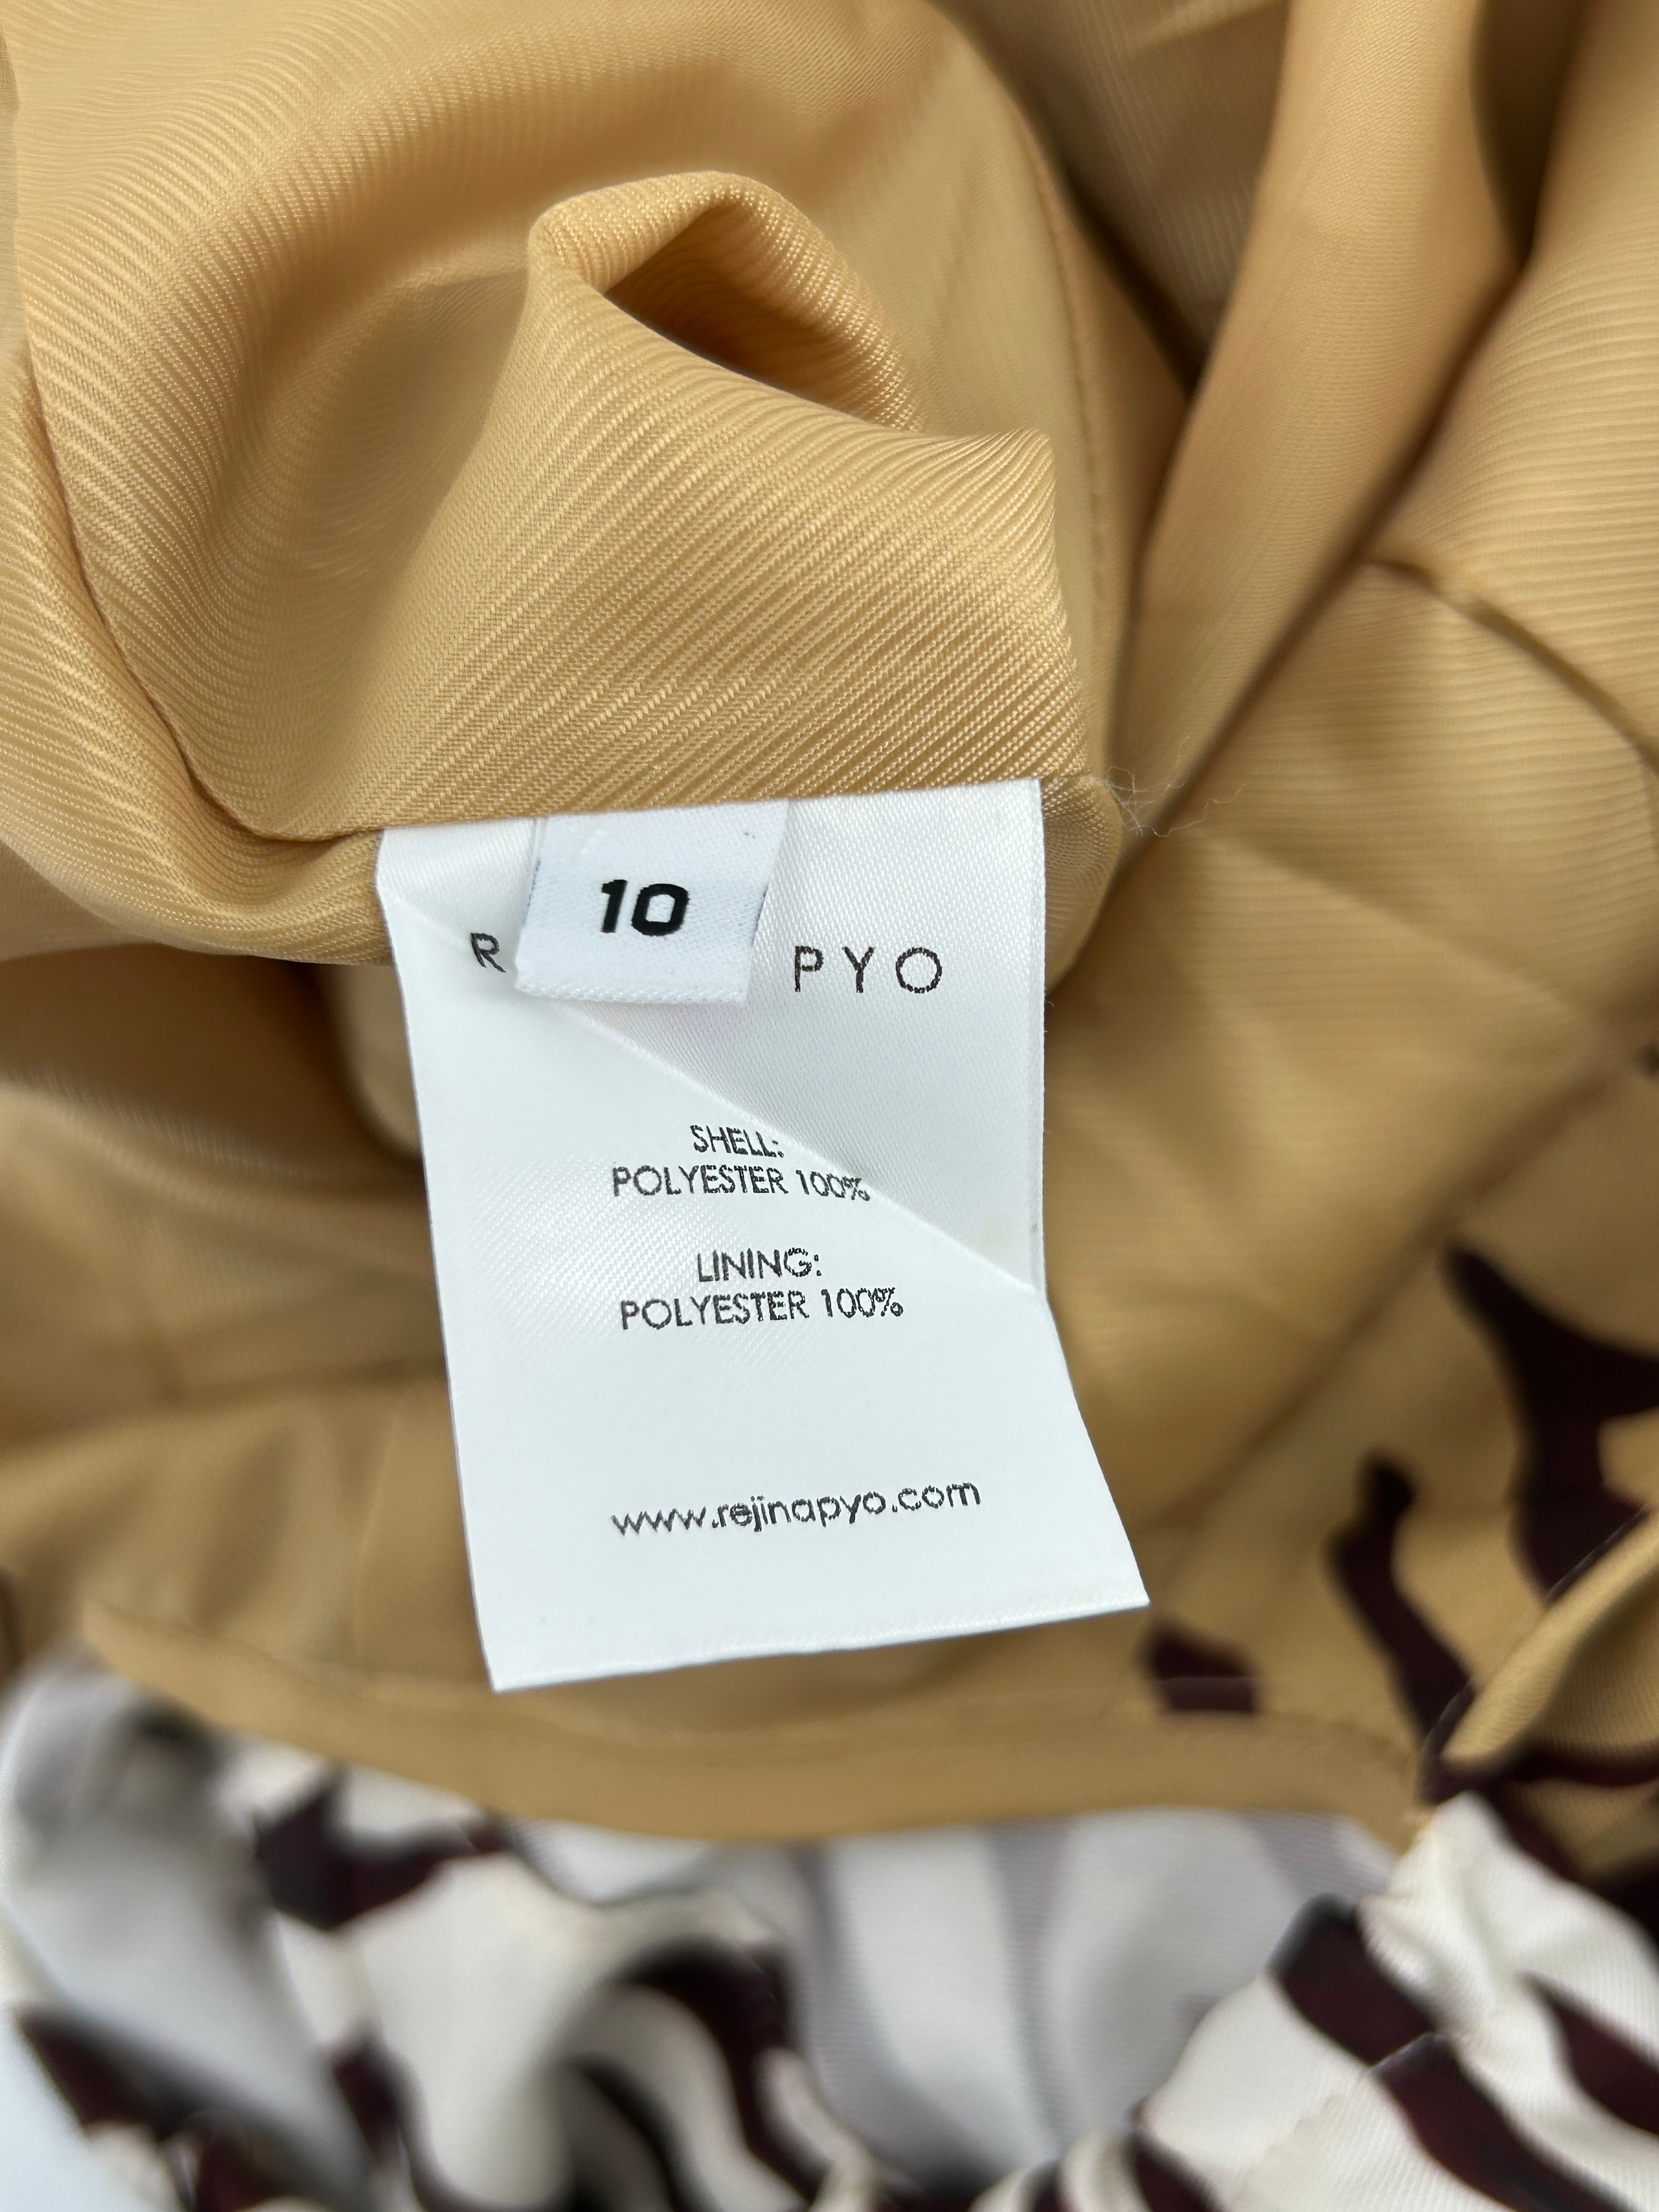 10
R PYO
SHELL:
POLYESTER 100%
LINING:
POLYESTER 100%
www.rejinapyo.com